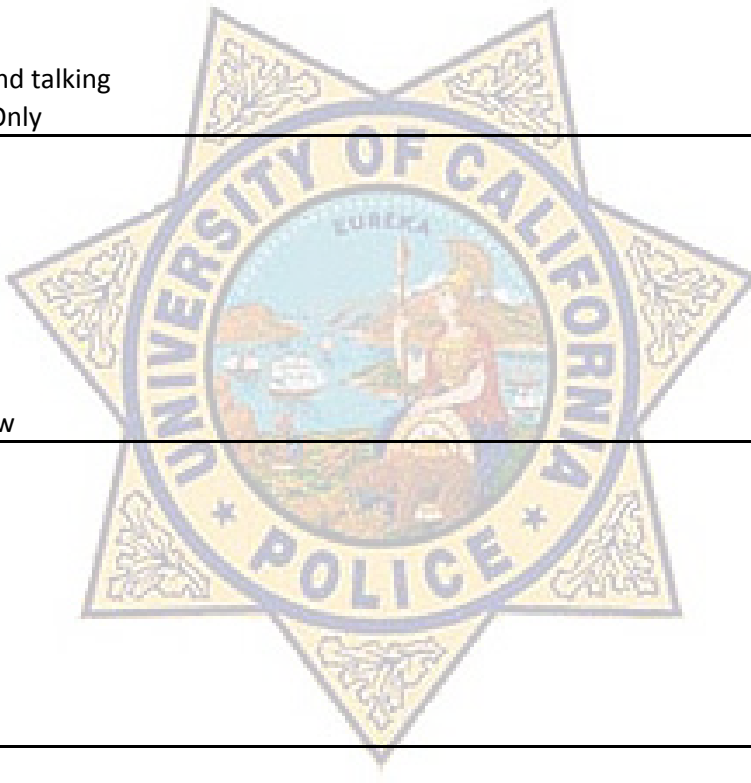 nd talking
Only
UNIVERSITY OF CALIFORNIA
EUREKA
w
POLICE